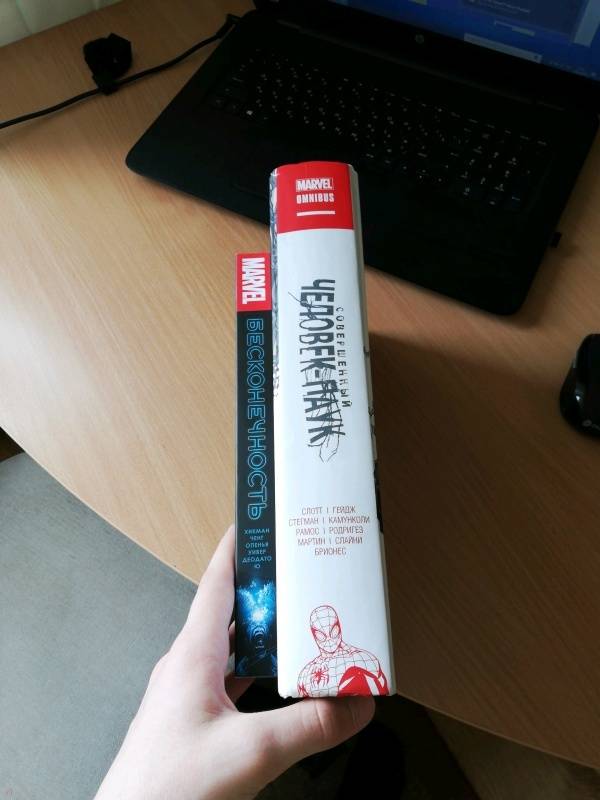 MARVEL
БЕСКОНЕЧНОСТЬ
ХИКМАН
ЧЕНГ
ОПЕНЬЯ
УИВЕР
ДЕОДАТО
Ю
MARVEL
OMNIBUS
СОВЕРШЕННЫЙ
ЧЕЛОВЕК-ПАУК
СЛОТТ | ГЕЙДЖ
СТЕГМАН | КАМУНКОЛИ
РАМОС | РОДРИГЕЗ
МАРТИН | СЛАЙНИ
БРИОНЕС